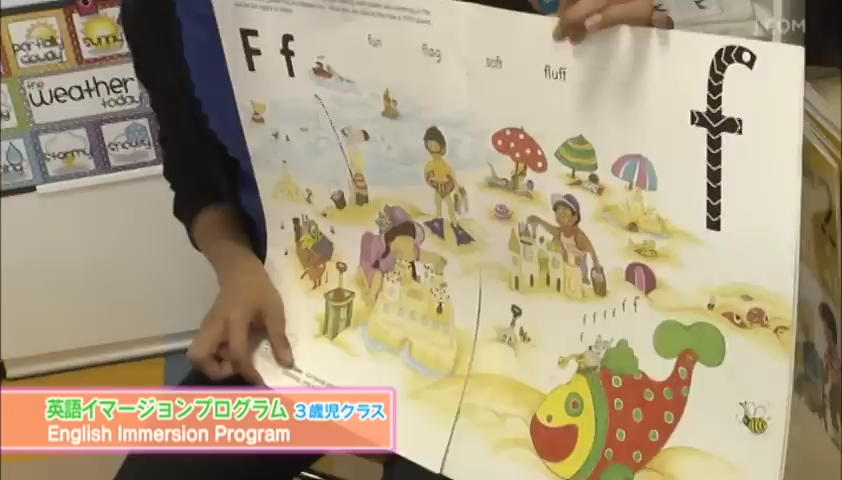 partially
cloudy
sunny
the weather
today
stormy
snowy
J:COM
F f
fun
flag
soft
fluff
f
f f f f f f
英語イマージョンプログラム 3歳児クラス
English Immersion Program